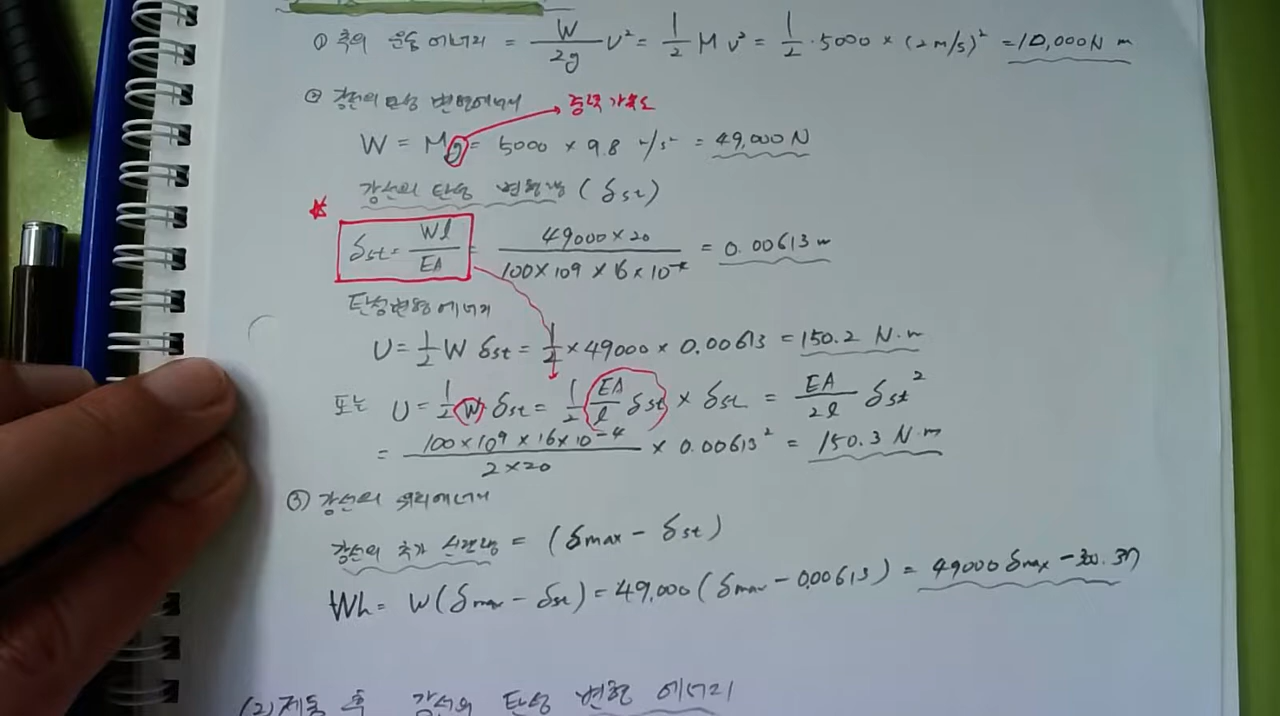 ① 추의 운동 에너지 = W/2g v² = 1/2 M v² = 1/2 · 5000 × (2 m/s)² = 10,000 N m
② 강선의 탄성 변형에너지
중력가속도
W = Mg = 5000 × 9.8 m/s² = 49,000 N
강선의 탄성 변형량 (δst)
δst = Wl/EA = 49000×20 / 100×109×16×10⁻⁴ = 0.00613 m
탄성변형에너지
U = 1/2 W δst = 1/2 × 49000 × 0.00613 = 150.2 N·m
또는 U = 1/2 W δst = 1/2 EA/l δst × δst = EA/2l δst²
= 100×10⁹×16×10⁻⁴ / 2×20 × 0.00613² = 150.3 N·m
③ 강선의 위치에너지
강선의 추가 신장량 = (δmax − δst)
Wh = W(δmax − δst) = 49,000 (δmax − 0.00613) = 49000 δmax − 300.37
(2) 제동 후 강선의 탄성 변형 에너지